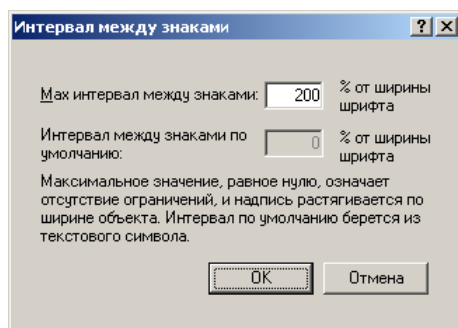 Интервал между знаками
Max интервал между знаками: 200 % от ширины
шрифта
Интервал между знаками по
умолчанию: 0 % от ширины
шрифта
Максимальное значение, равное нулю, означает
отсутствие ограничений, и надпись растягивается по
ширине объекта. Интервал по умолчанию берется из
текстового символа.
OK Отмена